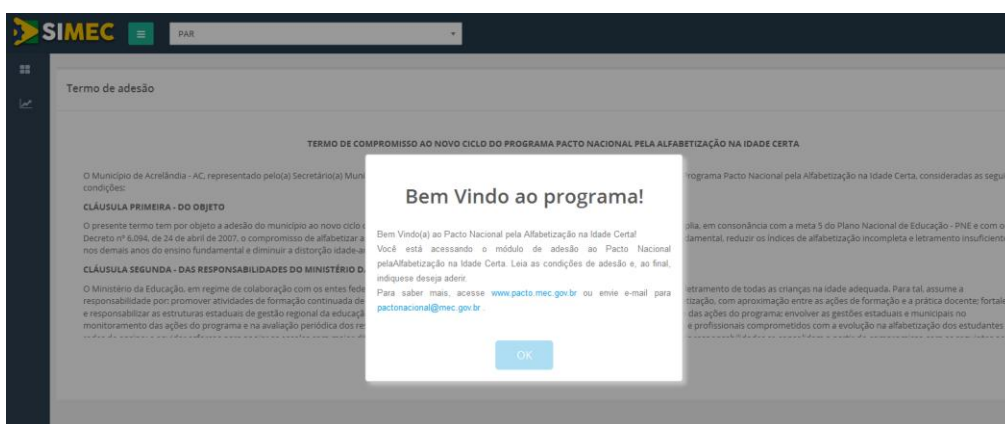 SIMEC
PAR
Termo de adesão
TERMO DE COMPROMISSO AO NOVO CICLO DO PROGRAMA PACTO NACIONAL PELA ALFABETIZAÇÃO NA IDADE CERTA
O Município de Acrelândia - AC, representado pelo(a) Secretário(a) Muni
rograma Pacto Nacional pela Alfabetização na Idade Certa, consideradas as segui
condições:
CLÁUSULA PRIMEIRA - DO OBJETO
O presente termo tem por objeto a adesão do município ao novo ciclo
ília, em consonância com a meta 5 do Plano Nacional de Educação - PNE e com o
Decreto nº 6.094, de 24 de abril de 2007, o compromisso de alfabetizar a
damental, reduzir os índices de alfabetização incompleta e letramento insuficiente
nos demais anos do ensino fundamental e diminuir a distorção idade-a
CLÁUSULA SEGUNDA - DAS RESPONSABILIDADES DO MINISTÉRIO D
O Ministério da Educação, em regime de colaboração com os entes fede
etramento de todas as crianças na idade adequada. Para tal, assume a
responsabilidade por: promover atividades de formação continuada de
tização, com aproximação entre as ações de formação e a prática docente; fortale
e responsabilizar as estruturas estaduais de gestão regional da educaçã
das ações do programa; envolver as gestões estaduais e municipais no
monitoramento das ações do programa e na avaliação periódica dos re
e profissionais comprometidos com a evolução na alfabetização dos estudantes
Bem Vindo ao programa!
Bem Vindo(a) ao Pacto Nacional pela Alfabetização na Idade Certa!
Você está acessando o módulo de adesão ao Pacto Nacional
pelaAlfabetização na Idade Certa. Leia as condições de adesão e, ao final,
indiquese deseja aderir.
Para saber mais, acesse www.pacto.mec.gov.br ou envie e-mail para
pactonacional@mec.gov.br .
OK